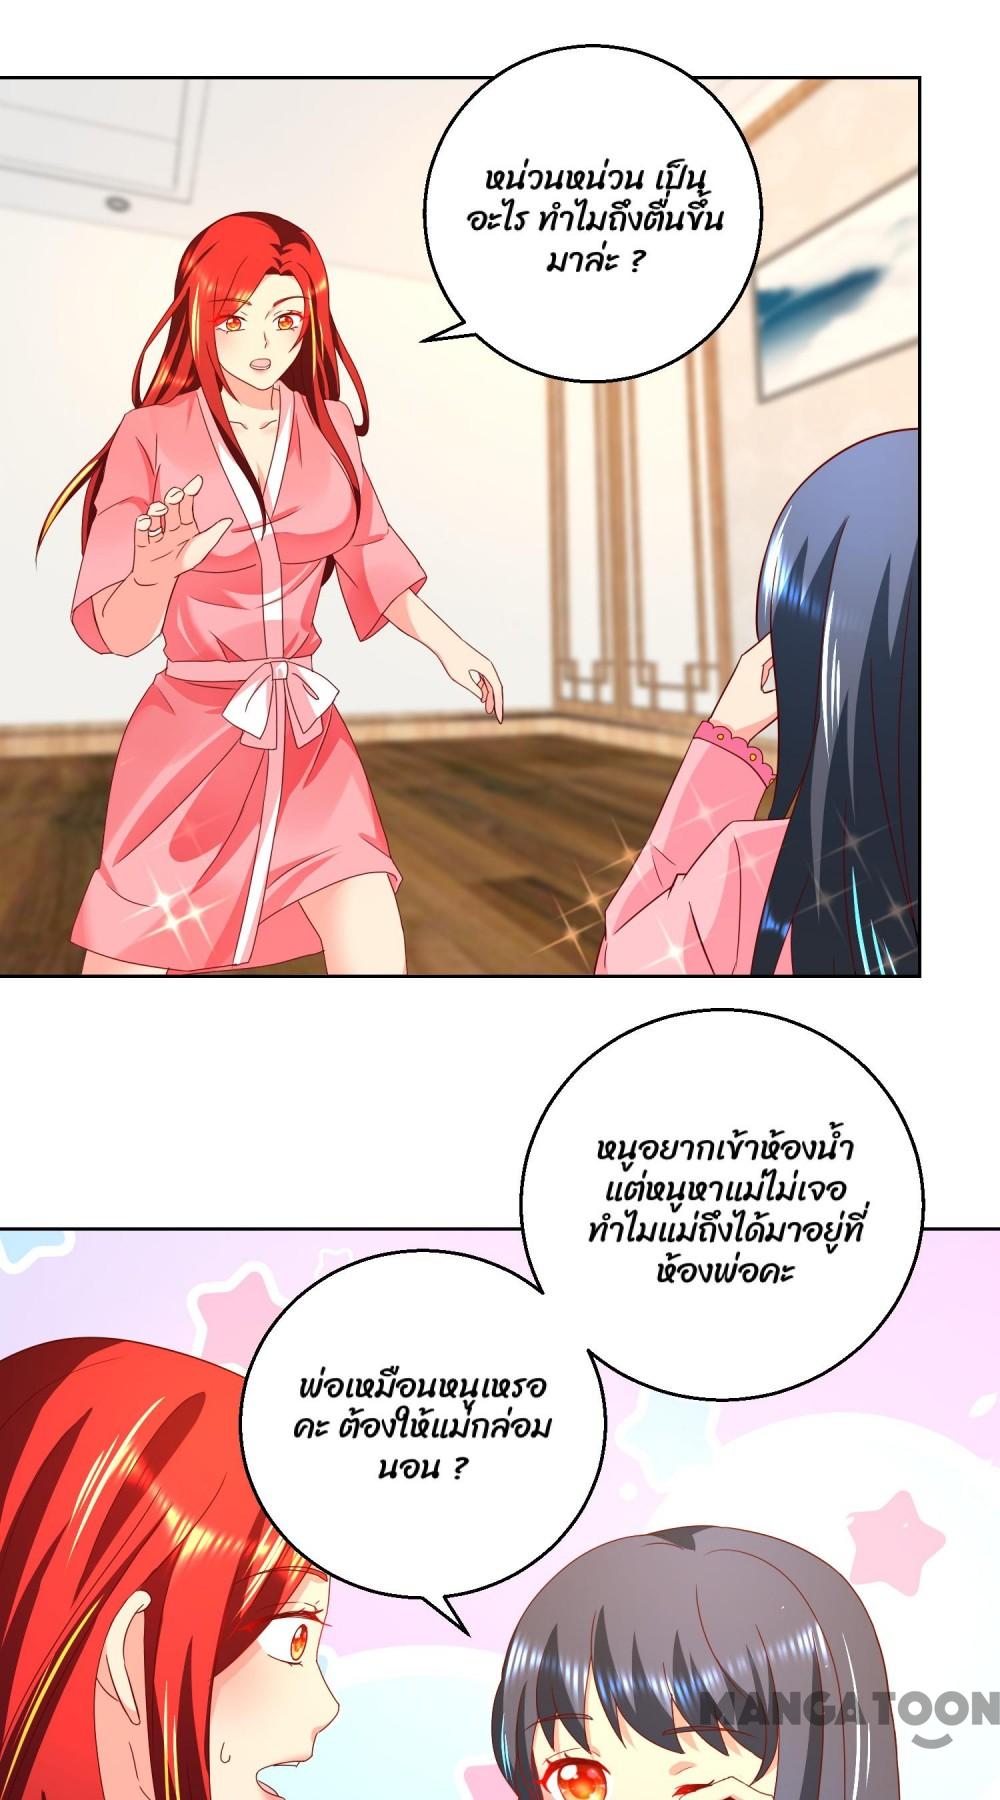 หน่วนหน่วน เป็น
อะไร ทำไมถึงตื่นขึ้น
มาล่ะ ?
หนูอยากเข้าห้องน้ำ
แต่หนูหาแม่ไม่เจอ
ทำไมแม่ถึงได้มาอยู่ที่
ห้องพ่อคะ
พ่อเหมือนหนูเหรอ
คะ ต้องให้แม่กล่อม
นอน ?
MANGATOON